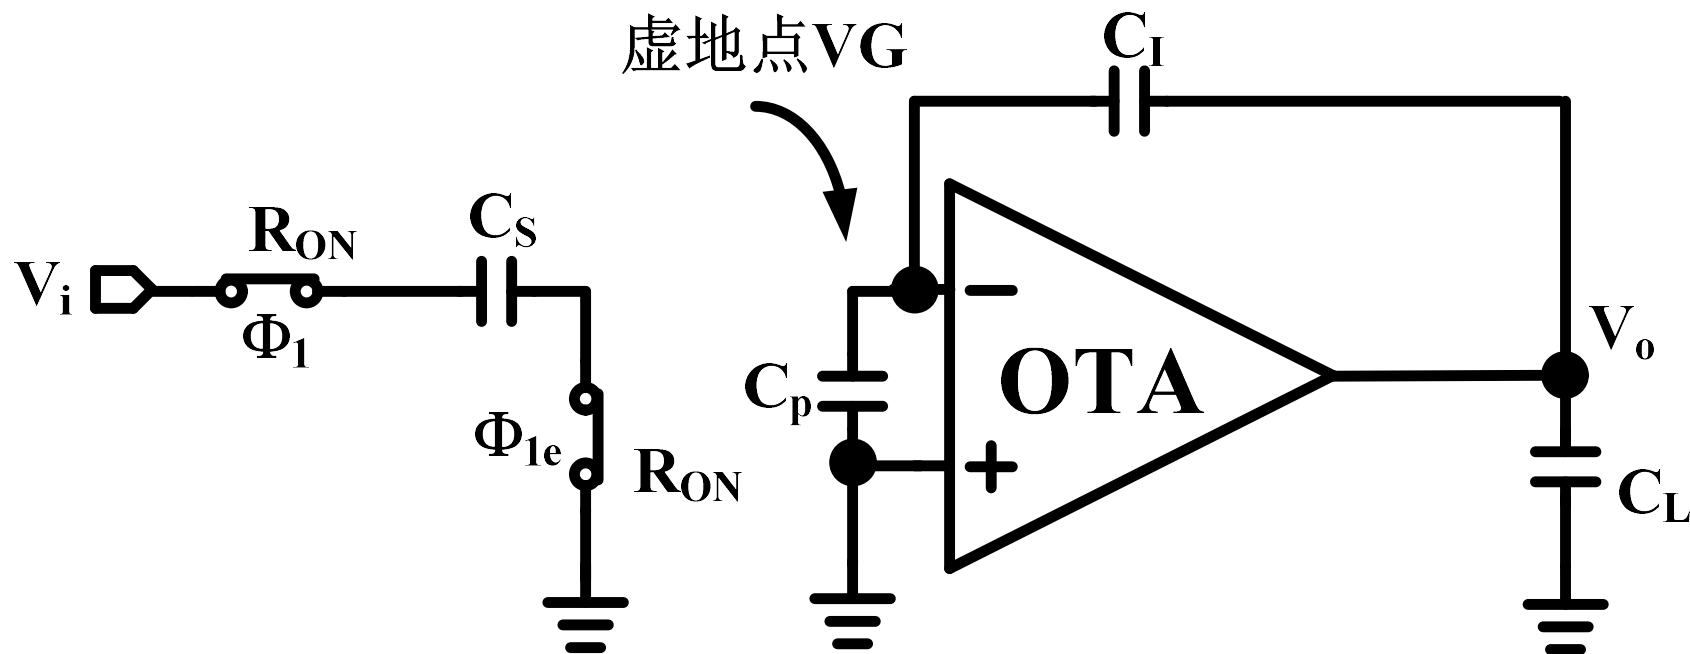 虚地点VG
C_I
R_ON
C_S
V_i
Φ_1
Φ_1e
R_ON
C_p
−
OTA
+
V_o
C_L